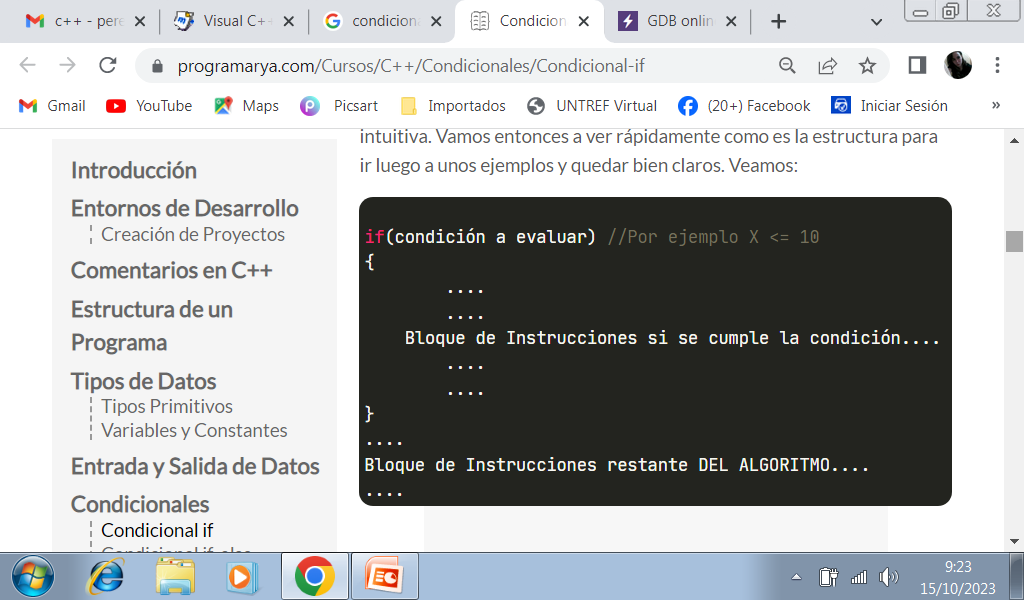 c++ - pere
Visual C+
condiciona
Condicion
GDB onlin
programarya.com/Cursos/C++/Condicionales/Condicional-if
Gmail
YouTube
Maps
Picsart
Importados
UNTREF Virtual
(20+) Facebook
Iniciar Sesión
»
Introducción
Entornos de Desarrollo
Creación de Proyectos
Comentarios en C++
Estructura de un
Programa
Tipos de Datos
Tipos Primitivos
Variables y Constantes
Entrada y Salida de Datos
Condicionales
Condicional if
intuitiva. Vamos entonces a ver rápidamente como es la estructura para
ir luego a unos ejemplos y quedar bien claros. Veamos:
if(condición a evaluar) //Por ejemplo X <= 10
{
....
....
Bloque de Instrucciones si se cumple la condición....
....
....
}
....
Bloque de Instrucciones restante DEL ALGORITMO....
....
9:23
15/10/2023